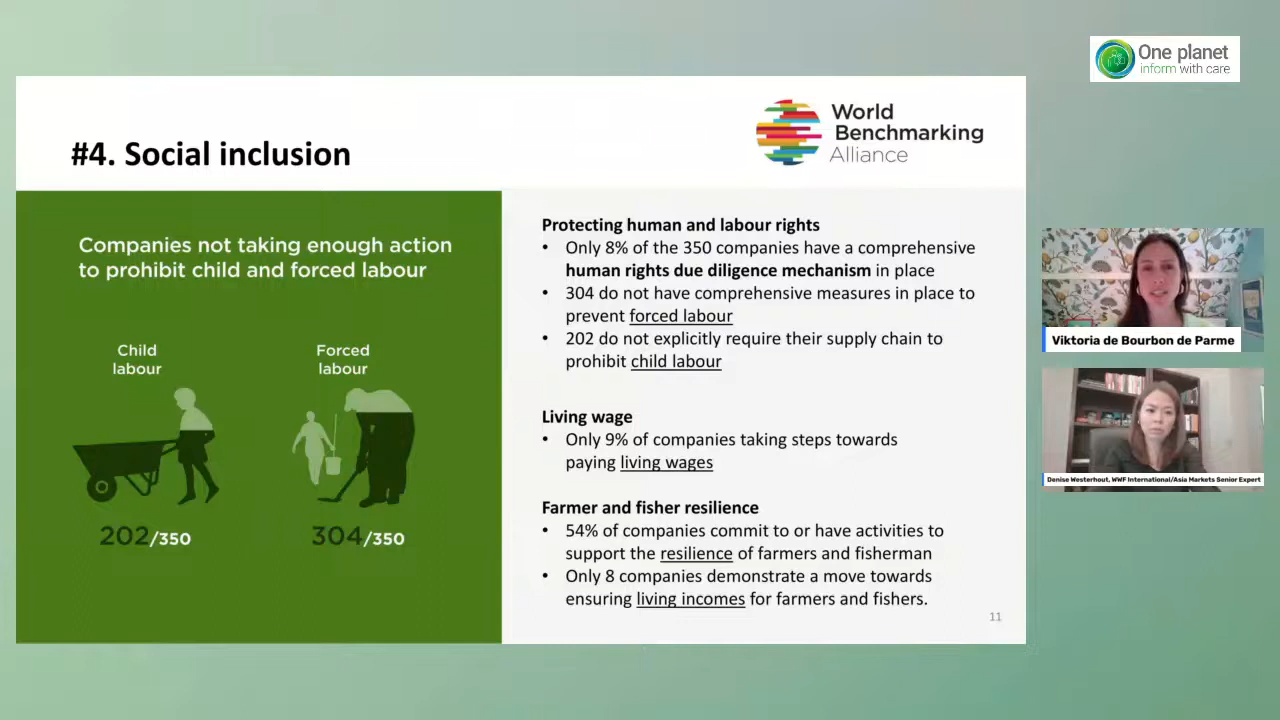 One planet
inform with care
World
Benchmarking
Alliance
#4. Social inclusion
Companies not taking enough action
to prohibit child and forced labour
Child
labour
Forced
labour
202/350
304/350
Protecting human and labour rights
• Only 8% of the 350 companies have a comprehensive
human rights due diligence mechanism in place
• 304 do not have comprehensive measures in place to
prevent forced labour
• 202 do not explicitly require their supply chain to
prohibit child labour
Living wage
• Only 9% of companies taking steps towards
paying living wages
Farmer and fisher resilience
• 54% of companies commit to or have activities to
support the resilience of farmers and fisherman
• Only 8 companies demonstrate a move towards
ensuring living incomes for farmers and fishers.
11
Viktoria de Bourbon de Parme
Denise Westerhout, WWF International/Asia Markets Senior Expert